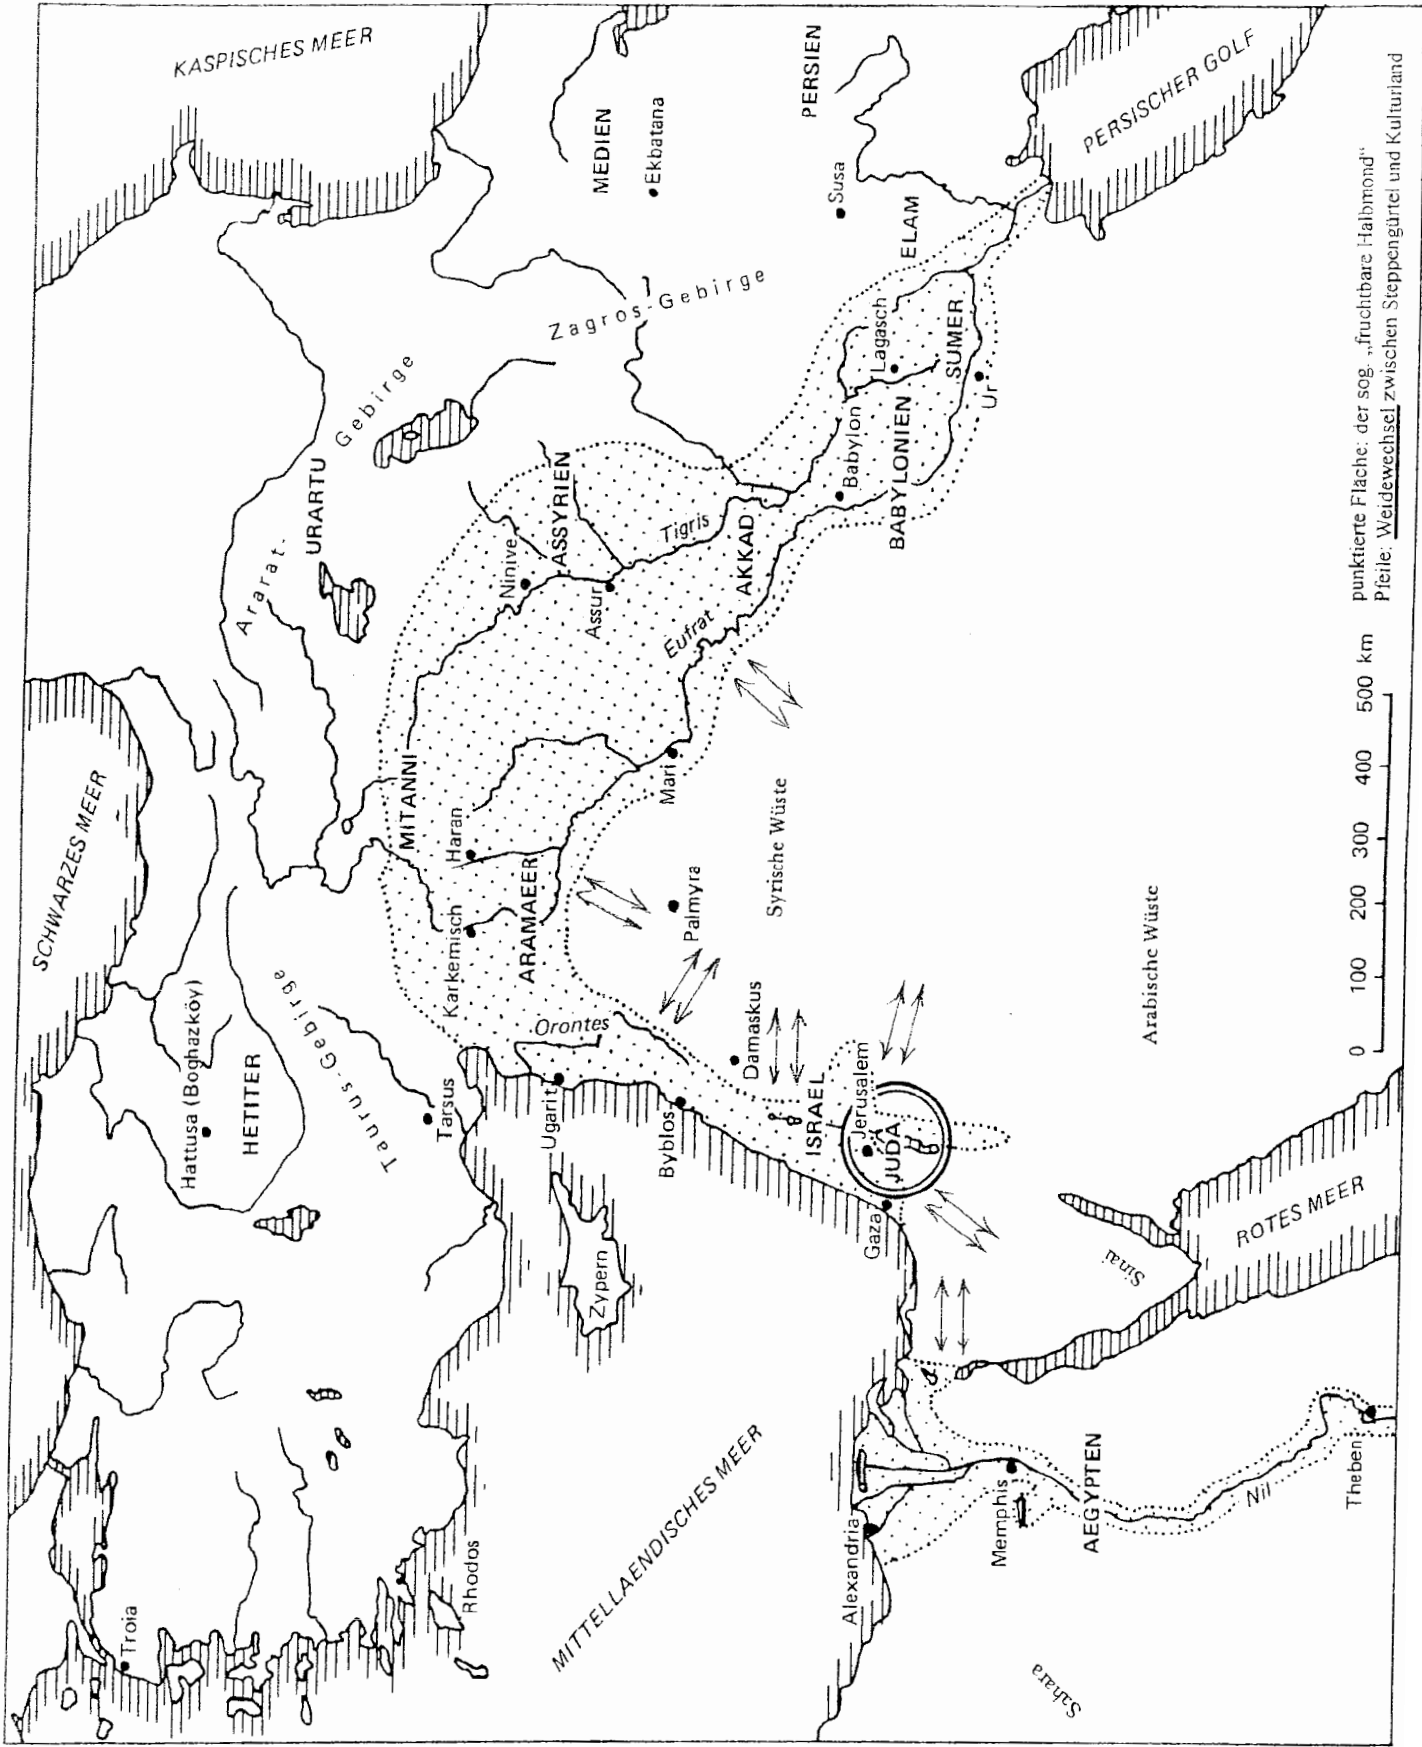 SCHWARZES MEER
KASPISCHES MEER
Troia
Hattusa (Boghazköy)
HETITER
Ararat-
Gebirge
URARTU
Taurus-Gebirge
Tarsus
Rhodos
Zypern
MITTELLAENDISCHES MEER
MITANNI
Haran
Karkemisch
ARAMAEER
Orontes
Ugarit
Byblos
Ninive
ASSYRIEN
Assur
Tigris
Eufrat
AKKAD
Mari
Zagros-Gebirge
MEDIEN
Ekbatana
PERSIEN
Susa
ELAM
Lagasch
SUMER
Babylon
BABYLONIEN
Ur
PERSISCHER GOLF
Palmyra
Syrische Wüste
Damaskus
ISRAEL
Jerusalem
JUDA
Gaza
Arabische Wüste
Sinai
ROTES MEER
Alexandria
Memphis
AEGYPTEN
Nil
Theben
Sahara
0 100 200 300 400 500 km
punktierte Fläche: der sog. „fruchtbare Halbmond“
Pfeile: Weidewechsel zwischen Steppengürtel und Kulturland